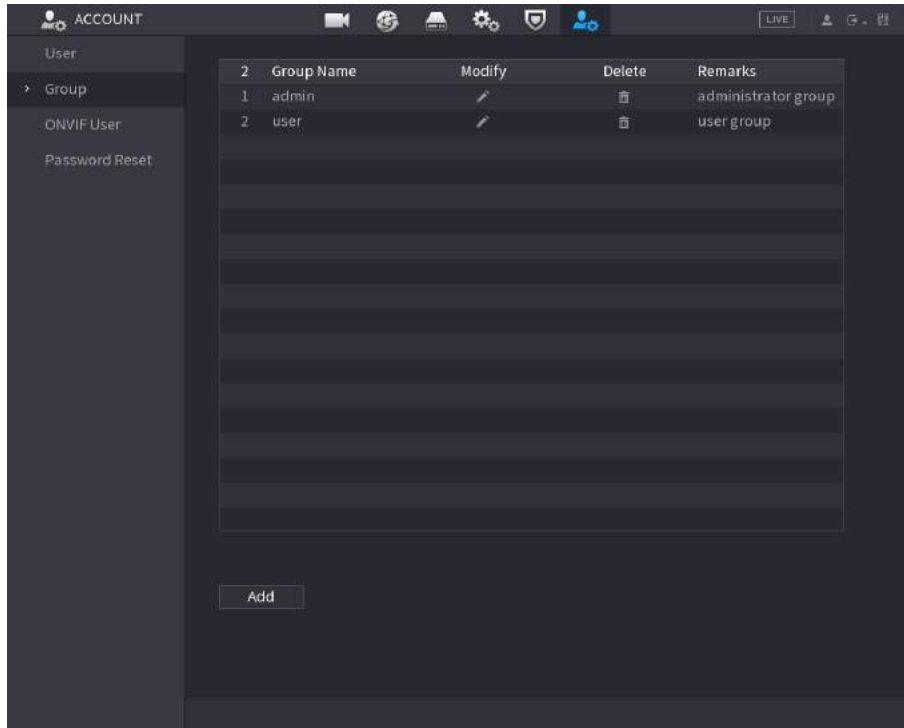 ACCOUNT
LIVE
User
Group
ONVIF User
Password Reset
2 Group Name Modify Delete Remarks
1 admin administrator group
2 user user group
Add